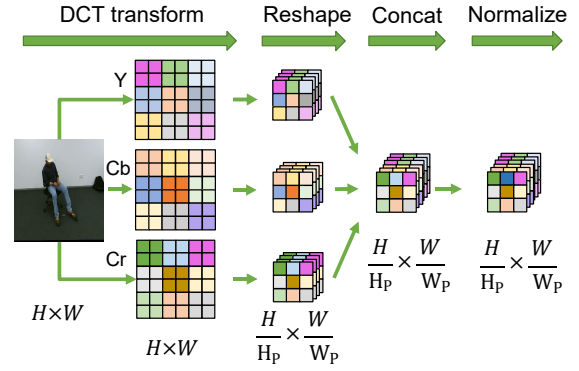 DCT transform Reshape Concat Normalize
Y
Cb
Cr
H×W
H×W
H/H_P × W/W_P
H/H_P × W/W_P
H/H_P × W/W_P